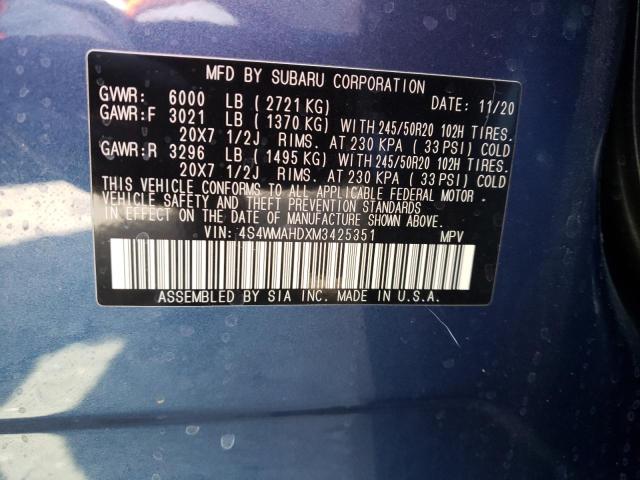 MFD BY SUBARU CORPORATION
GVWR: 6000 LB (2721 KG) DATE: 11/20
GAWR:F 3021 LB (1370 KG) WITH 245/50R20 102H TIRES.
20X7 1/2J RIMS. AT 230 KPA (33 PSI) COLD
GAWR:R 3296 LB (1495 KG) WITH 245/50R20 102H TIRES.
20X7 1/2J RIMS. AT 230 KPA (33 PSI) COLD
THIS VEHICLE CONFORMS TO ALL APPLICABLE FEDERAL MOTOR
VEHICLE SAFETY AND THEFT PREVENTION STANDARDS
IN EFFECT ON THE DATE OF MANUFACTURE SHOWN ABOVE.
VIN: 4S4WMAHDXM3425351 MPV
ASSEMBLED BY SIA INC. MADE IN U.S.A.